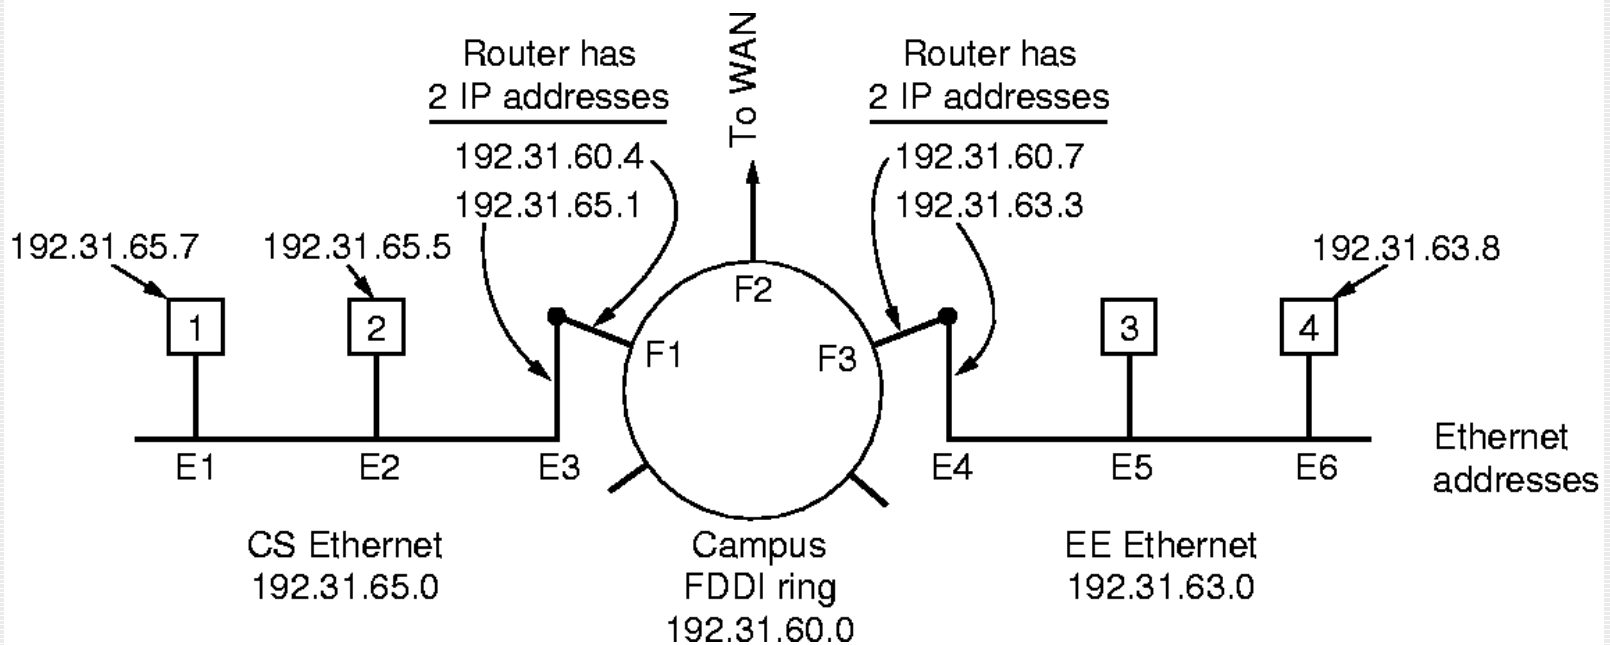 Router has
2 IP addresses
192.31.60.4
192.31.65.1
To WAN
Router has
2 IP addresses
192.31.60.7
192.31.63.3
192.31.65.7
192.31.65.5
192.31.63.8
1
2
F1
F2
F3
3
4
E1
E2
E3
E4
E5
E6
Ethernet
addresses
CS Ethernet
192.31.65.0
Campus
FDDI ring
192.31.60.0
EE Ethernet
192.31.63.0